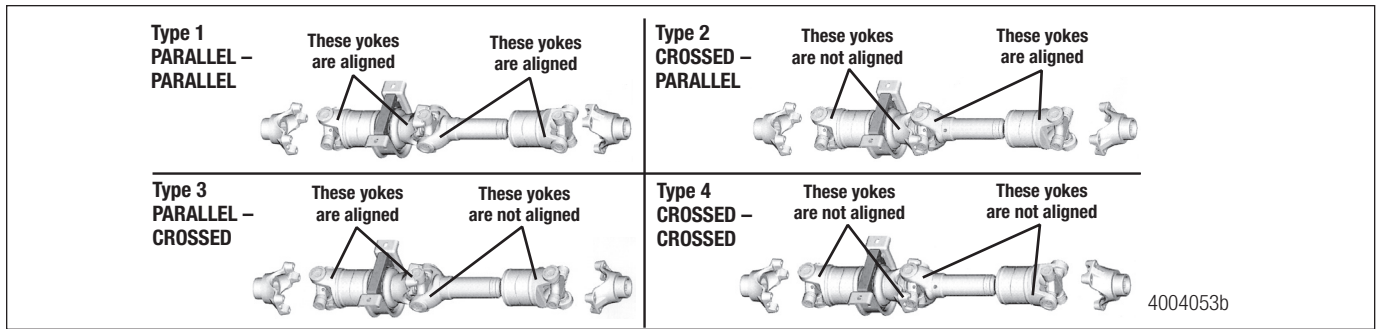 Type 1
PARALLEL –
PARALLEL
These yokes
are aligned
These yokes
are aligned
Type 2
CROSSED –
PARALLEL
These yokes
are not aligned
These yokes
are aligned
Type 3
PARALLEL –
CROSSED
These yokes
are aligned
These yokes
are not aligned
Type 4
CROSSED –
CROSSED
These yokes
are not aligned
These yokes
are not aligned
4004053b